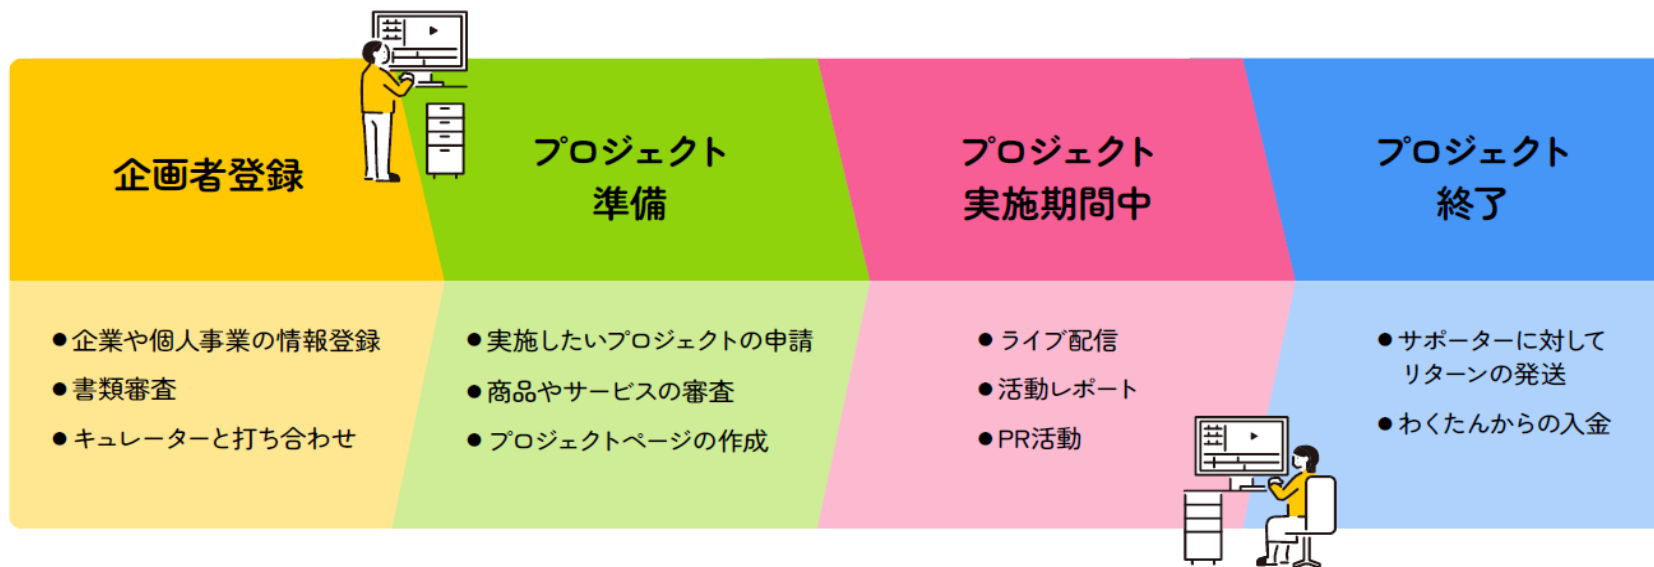 企画者登録
●企業や個人事業の情報登録
●書類審査
●キュレーターと打ち合わせ
プロジェクト
準備
●実施したいプロジェクトの申請
●商品やサービスの審査
●プロジェクトページの作成
プロジェクト
実施期間中
●ライブ配信
●活動レポート
●PR活動
プロジェクト
終了
●サポーターに対して
リターンの発送
●わくたんからの入金